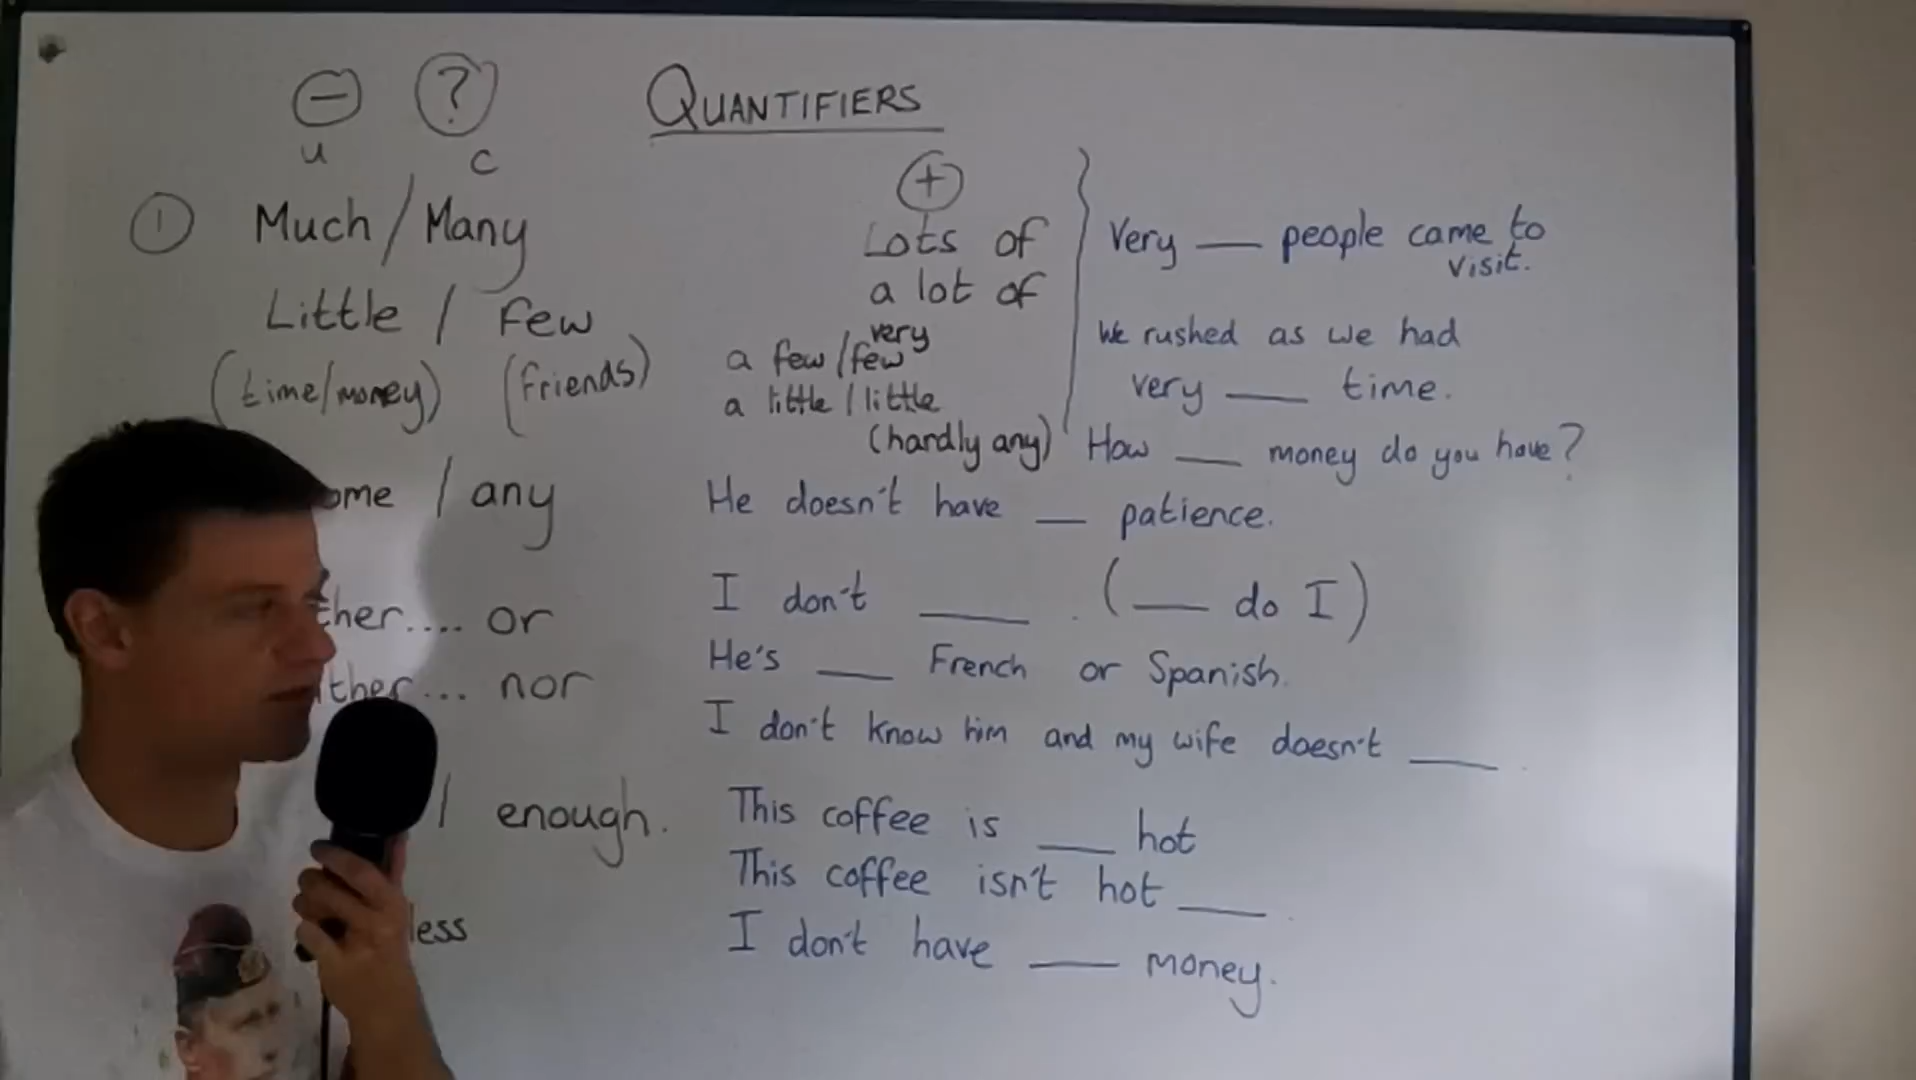 − ? QUANTIFIERS
u c
+
① Much / Many
Lots of
a lot of
Little / Few
very
a few / few
(time/money) (friends)
a little / little
(hardly any)
Very ___ people came to
visit.
We rushed as we had
very ___ time.
How ___ money do you have?
ome / any
He doesn't have ___ patience.
ther.... or
I don't ___. (___ do I)
ither... nor
He's ___ French or Spanish.
I don't know him and my wife doesn't ___.
/ enough.
This coffee is ___ hot
This coffee isn't hot ___.
less
I don't have ___ money.